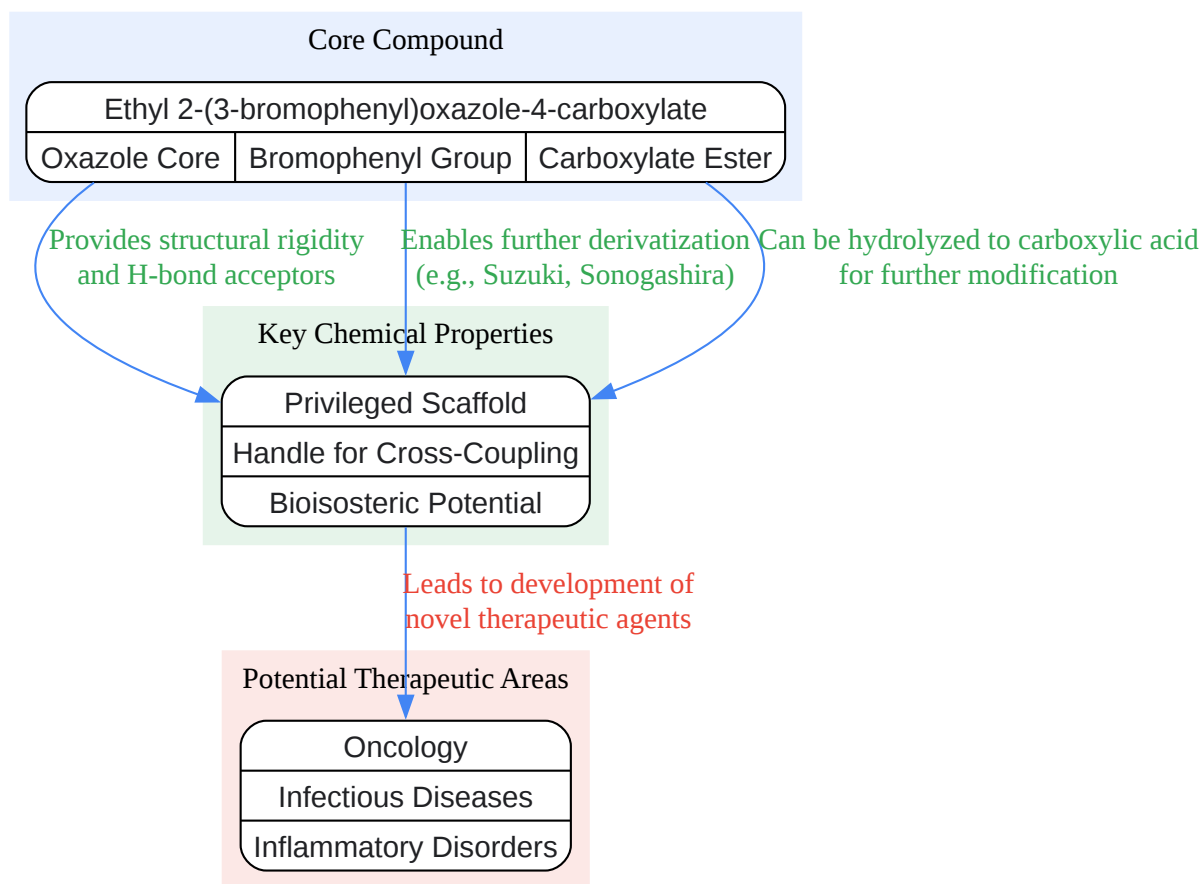 Core Compound
Ethyl 2-(3-bromophenyl)oxazole-4-carboxylate
Oxazole Core
Bromophenyl Group
Carboxylate Ester
Provides structural rigidity
and H-bond acceptors
Enables further derivatization
(e.g., Suzuki, Sonogashira)
Can be hydrolyzed to carboxylic acid
for further modification
Key Chemical Properties
Privileged Scaffold
Handle for Cross-Coupling
Bioisosteric Potential
Leads to development of
novel therapeutic agents
Potential Therapeutic Areas
Oncology
Infectious Diseases
Inflammatory Disorders